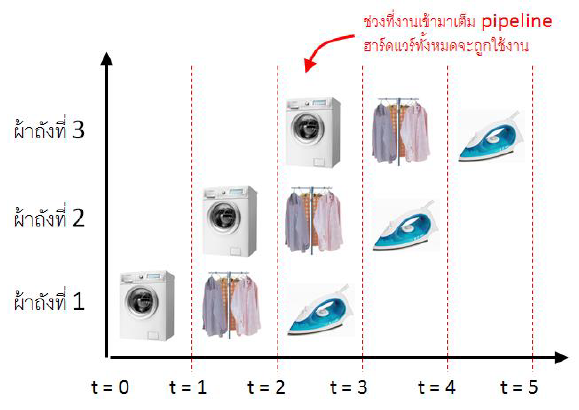 ช่วงที่งานเข้ามาเต็ม pipeline
ฮาร์ดแวร์ทั้งหมดจะถูกใช้งาน
ผ้าถังที่ 3
ผ้าถังที่ 2
ผ้าถังที่ 1
t = 0 t = 1 t = 2 t = 3 t = 4 t = 5